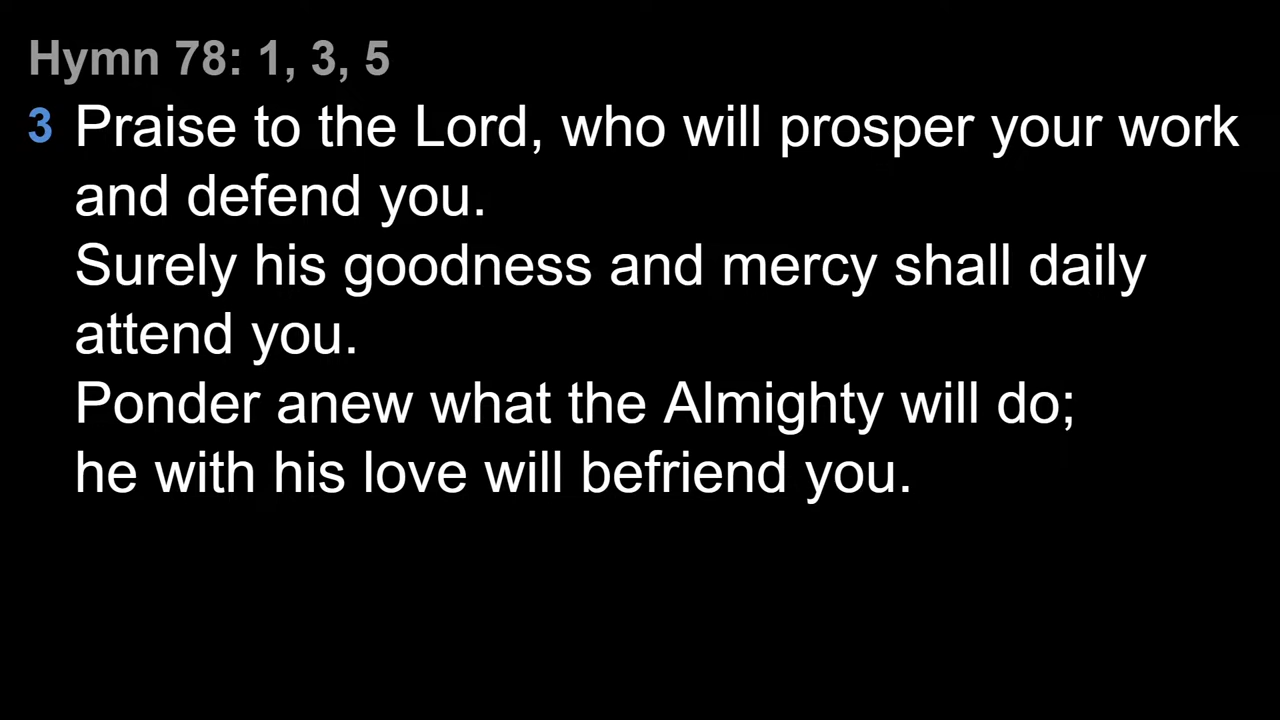 Hymn 78: 1, 3, 5
3 Praise to the Lord, who will prosper your work
and defend you.
Surely his goodness and mercy shall daily
attend you.
Ponder anew what the Almighty will do;
he with his love will befriend you.